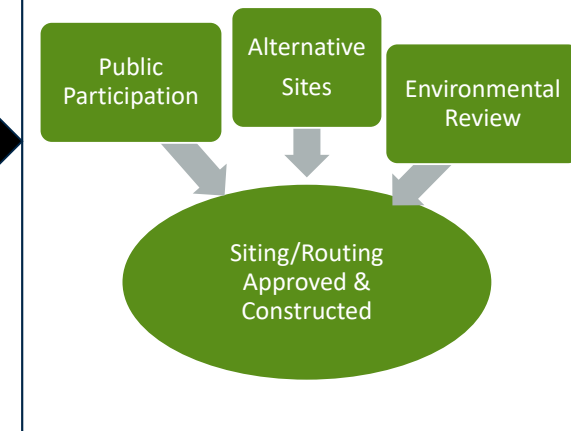 Public
Participation
Alternative
Sites
Environmental
Review
Siting/Routing
Approved &
Constructed